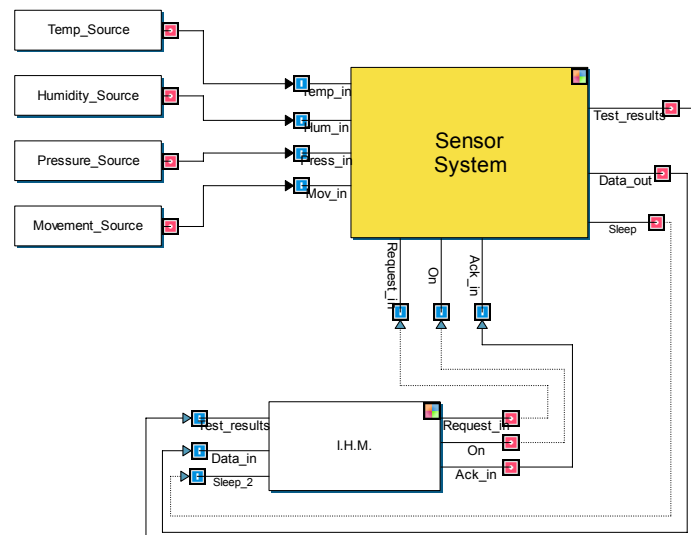 Temp_Source
Humidity_Source
Pressure_Source
Movement_Source
Temp_in
Hum_in
Press_in
Mov_in
Sensor
System
Test_results
Data_out
Sleep
Request_in
On
Ack_in
Test_results
Data_in
Sleep_2
I.H.M.
Request_in
On
Ack_in